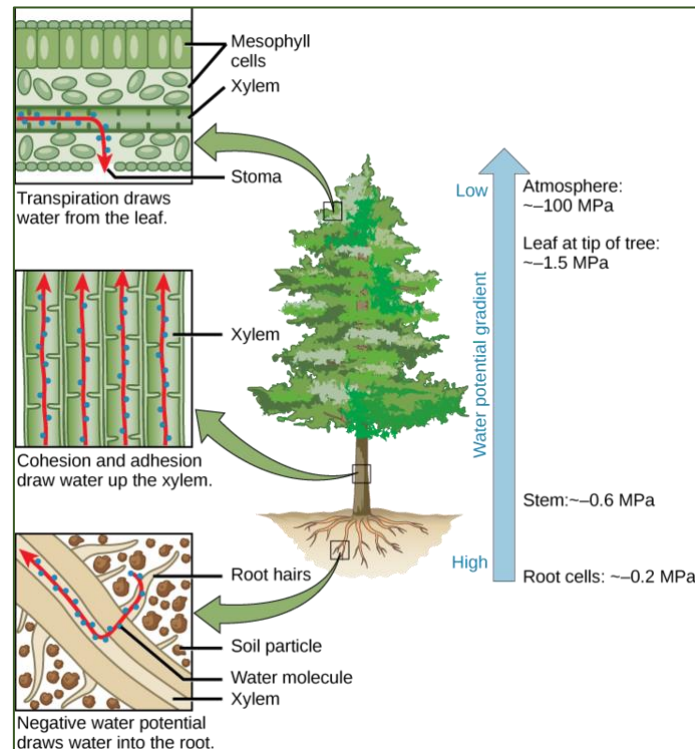 Mesophyll
cells
Xylem
Stoma
Transpiration draws
water from the leaf.
Xylem
Cohesion and adhesion
draw water up the xylem.
Root hairs
Soil particle
Water molecule
Xylem
Negative water potential
draws water into the root.
Low
Water potential gradient
High
Atmosphere:
~–100 MPa
Leaf at tip of tree:
~–1.5 MPa
Stem:~–0.6 MPa
Root cells: ~–0.2 MPa